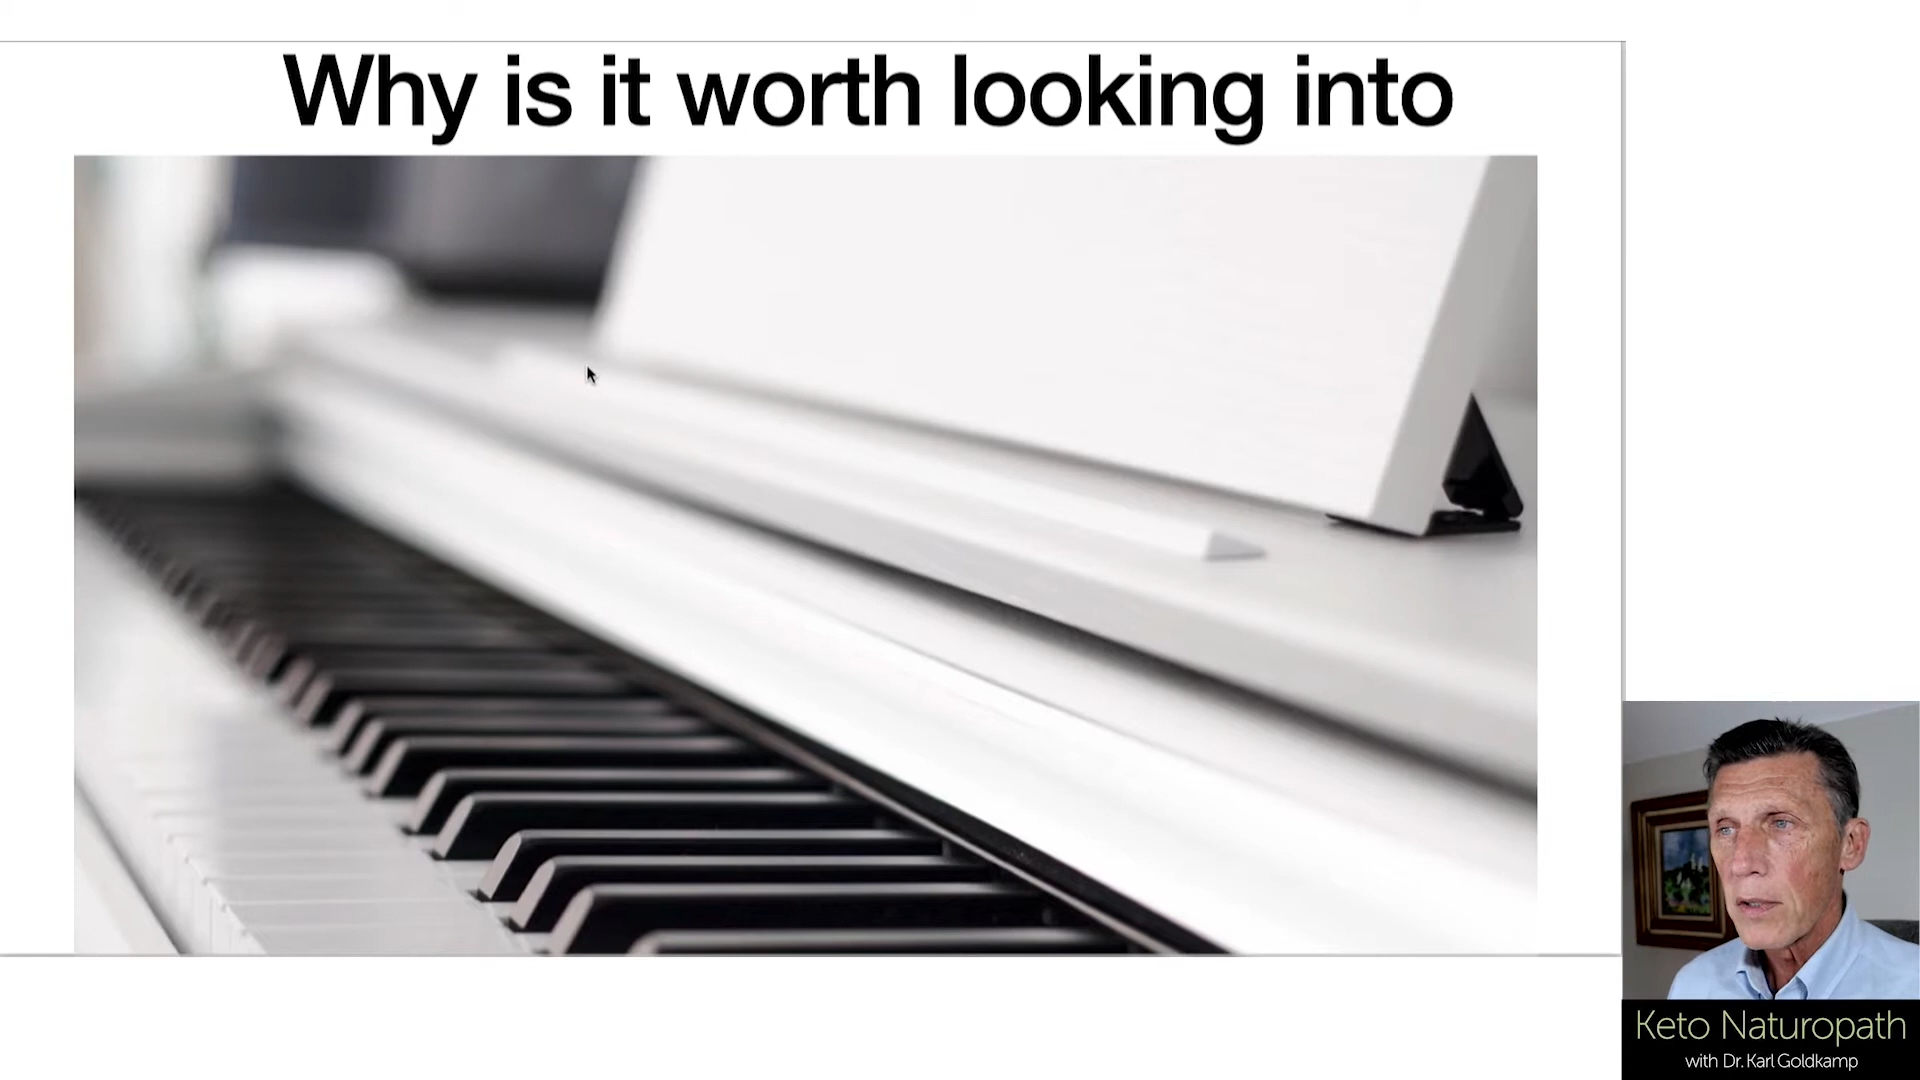 Why is it worth looking into
Keto Naturopath
with Dr. Karl Goldkamp